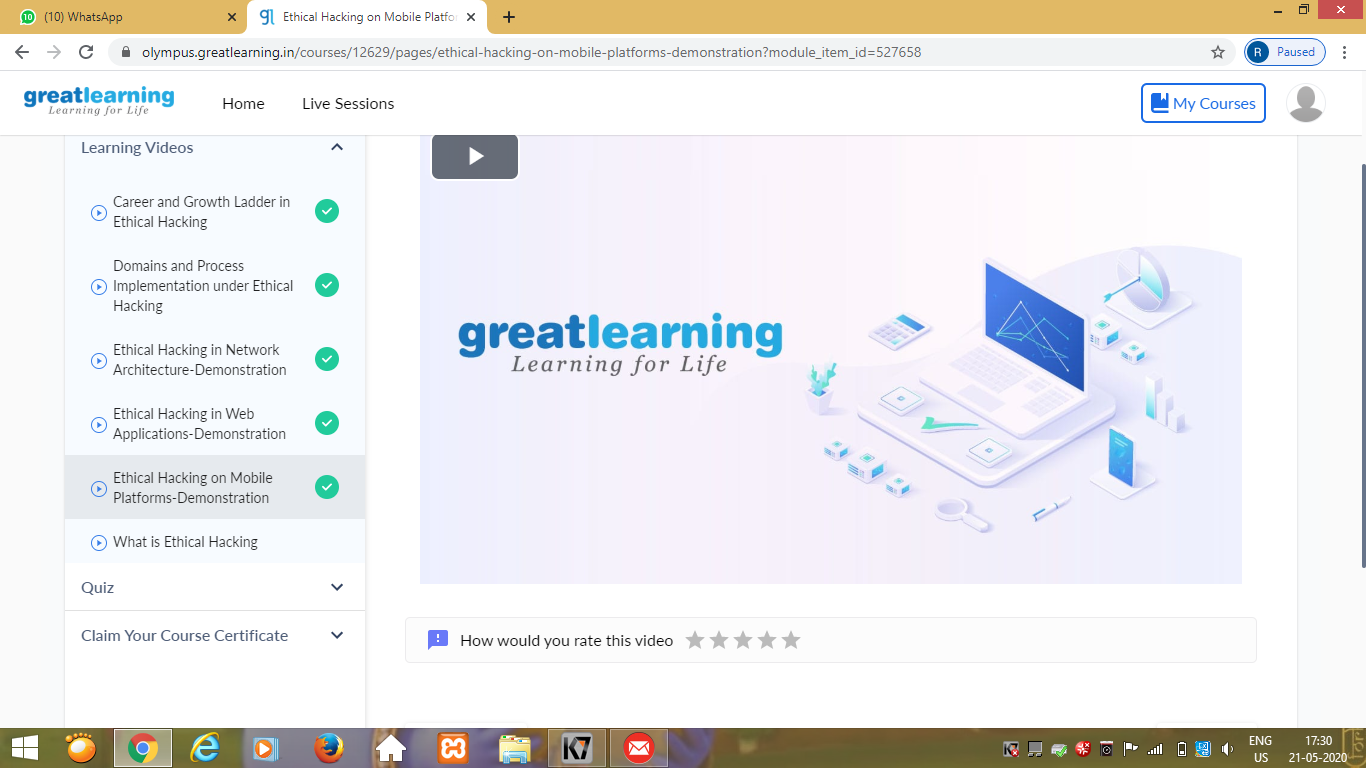 (10) WhatsApp
Ethical Hacking on Mobile Platfo
olympus.greatlearning.in/courses/12629/pages/ethical-hacking-on-mobile-platforms-demonstration?module_item_id=527658
R Paused
greatlearning
Learning for Life
Home
Live Sessions
My Courses
Learning Videos
Career and Growth Ladder in
Ethical Hacking
Domains and Process
Implementation under Ethical
Hacking
Ethical Hacking in Network
Architecture-Demonstration
Ethical Hacking in Web
Applications-Demonstration
Ethical Hacking on Mobile
Platforms-Demonstration
What is Ethical Hacking
Quiz
Claim Your Course Certificate
greatlearning
Learning for Life
How would you rate this video
K7
ENG
US
17:30
21-05-2020